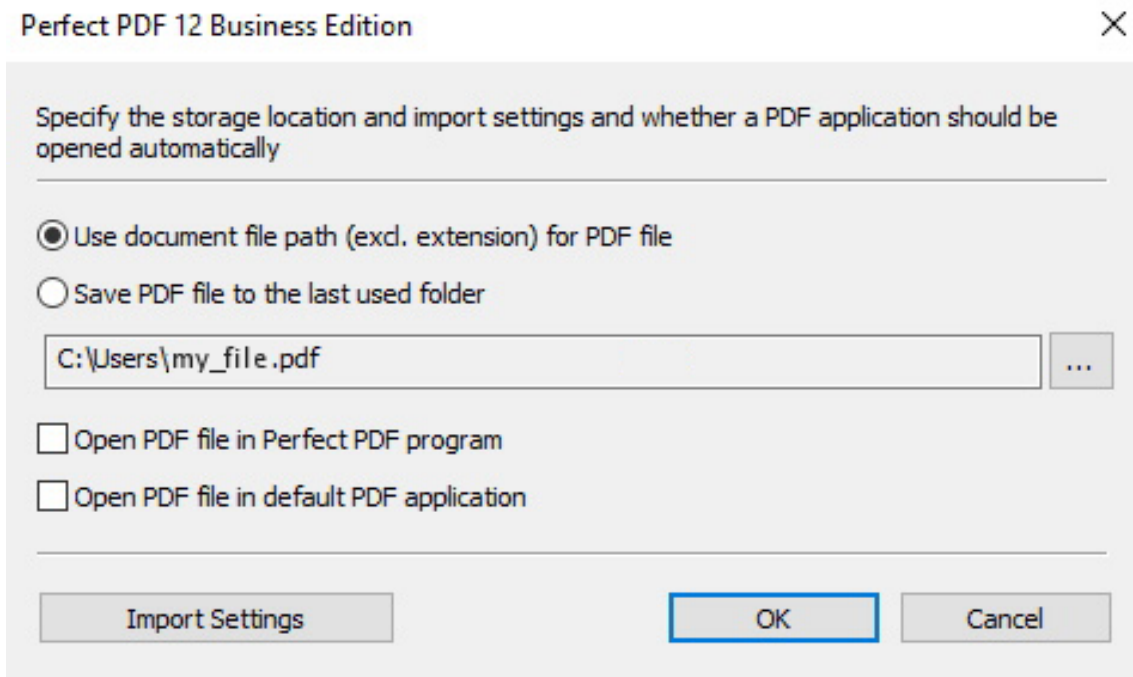 Perfect PDF 12 Business Edition
Specify the storage location and import settings and whether a PDF application should be
opened automatically
Use document file path (excl. extension) for PDF file
Save PDF file to the last used folder
C:\Users\my_file.pdf
...
Open PDF file in Perfect PDF program
Open PDF file in default PDF application
Import Settings
OK
Cancel